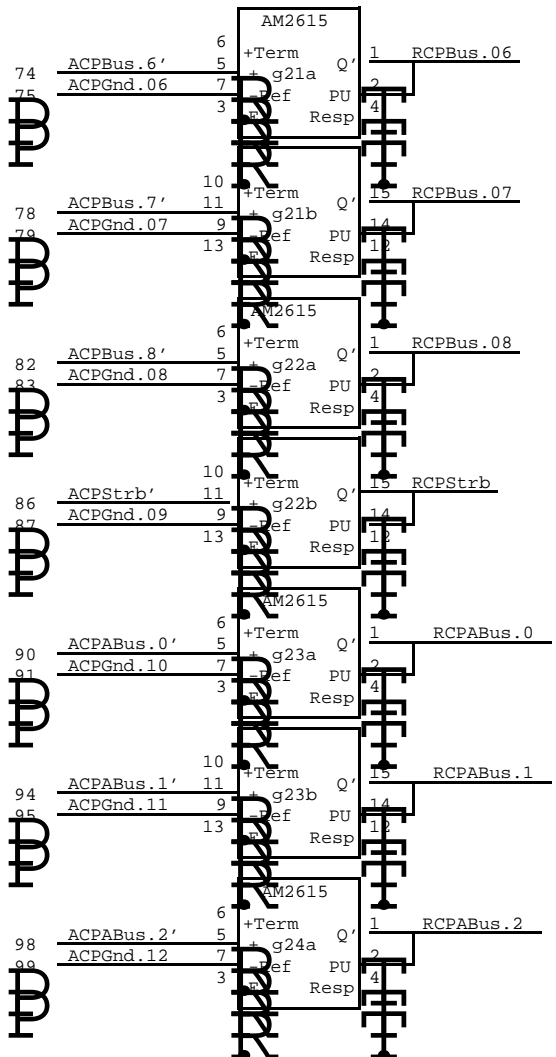 AM2615
6
+Term
1 RCPBus.06
ACPBus.6' 5
Q'
74
+ g21a
ACPGnd.06 7
2
75
-Ref PU
3
4
Resp
10
+Term
15 RCPBus.07
ACPBus.7' 11
Q'
78
+ g21b
ACPGnd.07 9
14
79
-Ref PU
13
12
Resp
AM2615
6
+Term
1 RCPBus.08
ACPBus.8' 5
Q'
82
+ g22a
ACPGnd.08 7
2
83
-Ref PU
3
4
Resp
10
+Term
15 RCPStrb
ACPStrb' 11
Q'
86
+ g22b
ACPGnd.09 9
14
87
-Ref PU
13
12
Resp
AM2615
6
+Term
1 RCPABus.0
ACPABus.0' 5
Q'
90
+ g23a
ACPGnd.10 7
2
91
-Ref PU
3
4
Resp
10
+Term
15 RCPABus.1
ACPABus.1' 11
Q'
94
+ g23b
ACPGnd.11 9
14
95
-Ref PU
13
12
Resp
AM2615
6
+Term
1 RCPABus.2
ACPABus.2' 5
Q'
98
+ g24a
ACPGnd.12 7
2
99
-Ref PU
3
4
Resp